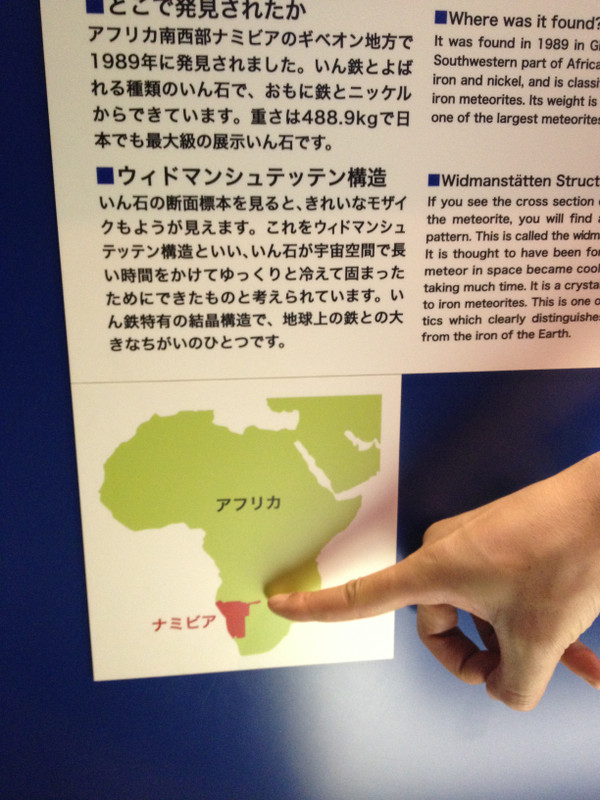 ■どこで発見されたか
アフリカ南西部ナミビアのギベオン地方で
1989年に発見されました。いん鉄とよば
れる種類のいん石で、おもに鉄とニッケル
からできています。重さは488.9kgで日
本でも最大級の展示いん石です。
■ウィドマンシュテッテン構造
いん石の断面標本を見ると、きれいなモザイ
クもようが見えます。これをウィドマンシュ
テッテン構造といい、いん石が宇宙空間で長
い時間をかけてゆっくりと冷えて固まった
ためにできたものと考えられています。い
ん鉄特有の結晶構造で、地球上の鉄との大
きなちがいのひとつです。
■Where was it found?
It was found in 1989 in Gi
Southwestern part of Africa
iron and nickel, and is classi
iron meteorites. Its weight is
one of the largest meteorites
■Widmanstätten Struct
If you see the cross section
the meteorite, you will find
pattern. This is called the widm
It is thought to have been for
meteor in space became cool
taking much time. It is a crysta
to iron meteorites. This is one o
tics which clearly distinguishe
from the iron of the Earth.
アフリカ
ナミビア